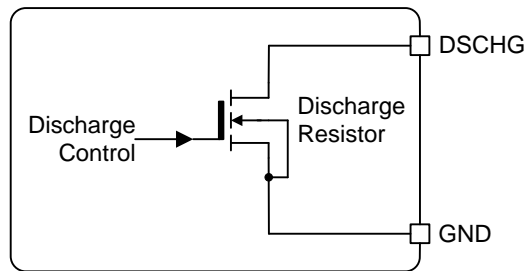 DSCHG
Discharge
Resistor
Discharge
Control
GND